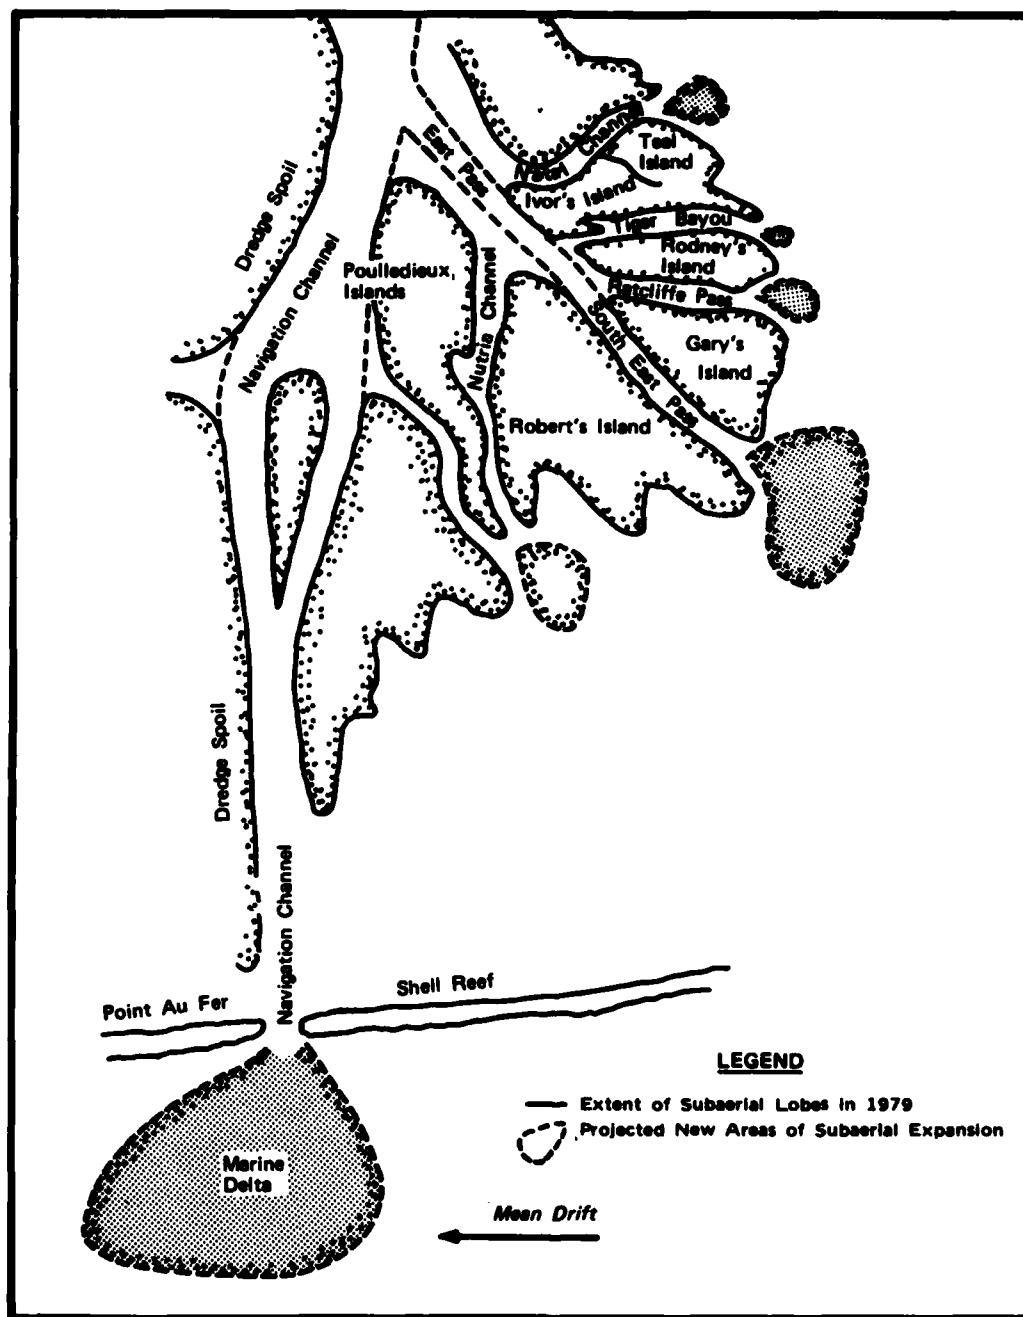 Teal
Island
Natal Channel
East Pass
Ivor's Island
Tiger Bayou
Rodney's
Island
Dredge Spoil
Navigation Channel
Poulledieux
Islands
Nutria Channel
Ratcliffe Pass
South East Pass
Gary's
Island
Robert's Island
Dredge Spoil
Navigation Channel
Point Au Fer
Shell Reef
LEGEND
Extent of Subaerial Lobes in 1979
Projected New Areas of Subaerial Expansion
Marine
Delta
Mean Drift